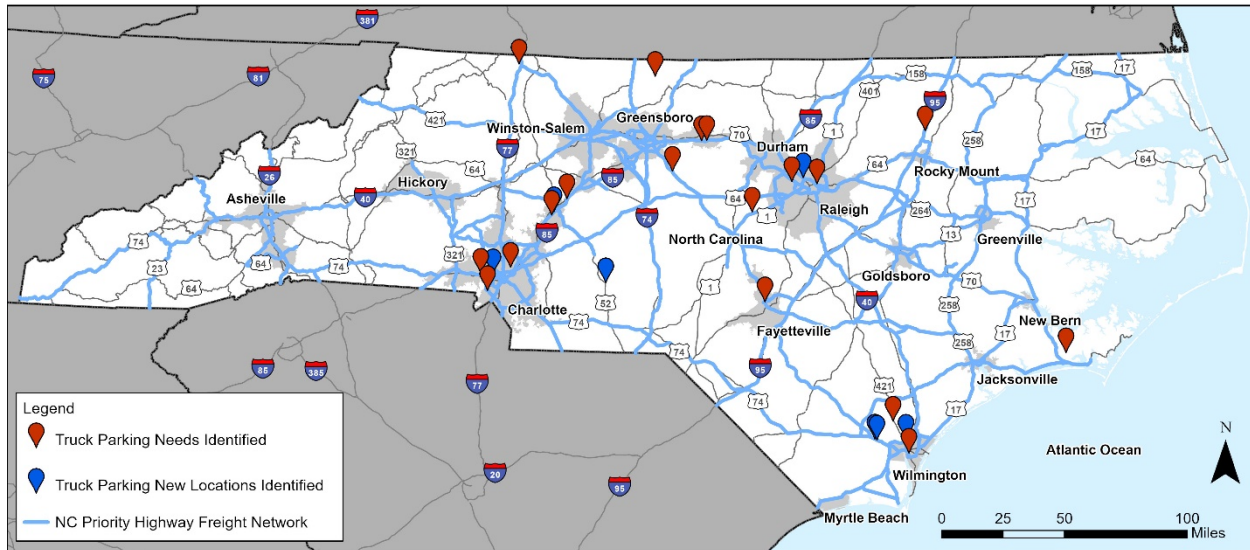 381
75
81
77
421
Winston-Salem
Greensboro
85
401
158
95
158
17
Durham
70
1
258
17
321
64
Hickory
85
64
Rocky Mount
64
26
Asheville
40
74
64
1
Raleigh
264
17
Greenville
North Carolina
13
74
23
64
64
74
321
85
Charlotte
52
74
1
Goldsboro
70
40
258
New Bern
17
Fayetteville
258
Jacksonville
85
385
77
74
95
74
421
17
20
95
Wilmington
Atlantic Ocean
N
Myrtle Beach
Legend
Truck Parking Needs Identified
Truck Parking New Locations Identified
NC Priority Highway Freight Network
0 25 50 100
Miles